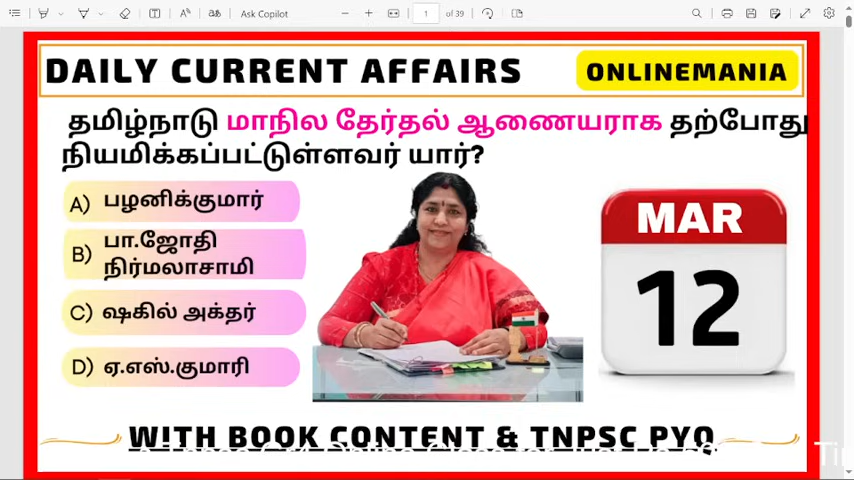 Ask Copilot
1 of 39
DAILY CURRENT AFFAIRS
ONLINEMANIA
தமிழ்நாடு மாநில தேர்தல் ஆணையராக தற்போது
நியமிக்கப்பட்டுள்ளவர் யார்?
A) பழனிக்குமார்
B) பா.ஜோதி
நிர்மலாசாமி
C) ஷகில் அக்தர்
D) ஏ.எஸ்.குமாரி
MAR
12
WITH BOOK CONTENT & TNPSC PYQ